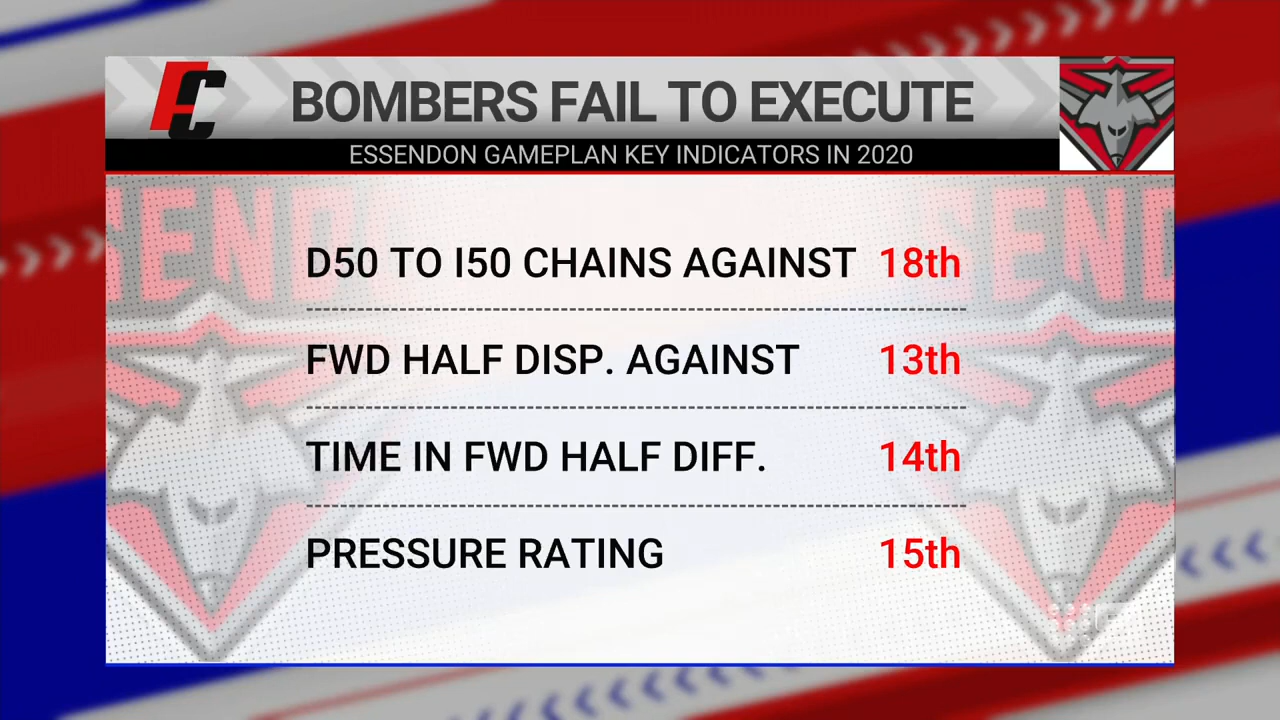 FC
BOMBERS FAIL TO EXECUTE
ESSENDON GAMEPLAN KEY INDICATORS IN 2020
D50 TO I50 CHAINS AGAINST 18th
FWD HALF DISP. AGAINST 13th
TIME IN FWD HALF DIFF. 14th
PRESSURE RATING 15th